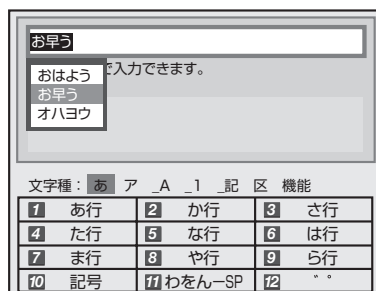 お早う
で入力できます。
おはよう
お早う
オハヨウ
文字種： あ ア _A _1 _記 区 機能
1 あ行 2 か行 3 さ行
4 た行 5 な行 6 は行
7 ま行 8 や行 9 ら行
10 記号 11 わをんーSP 12 ゛゜